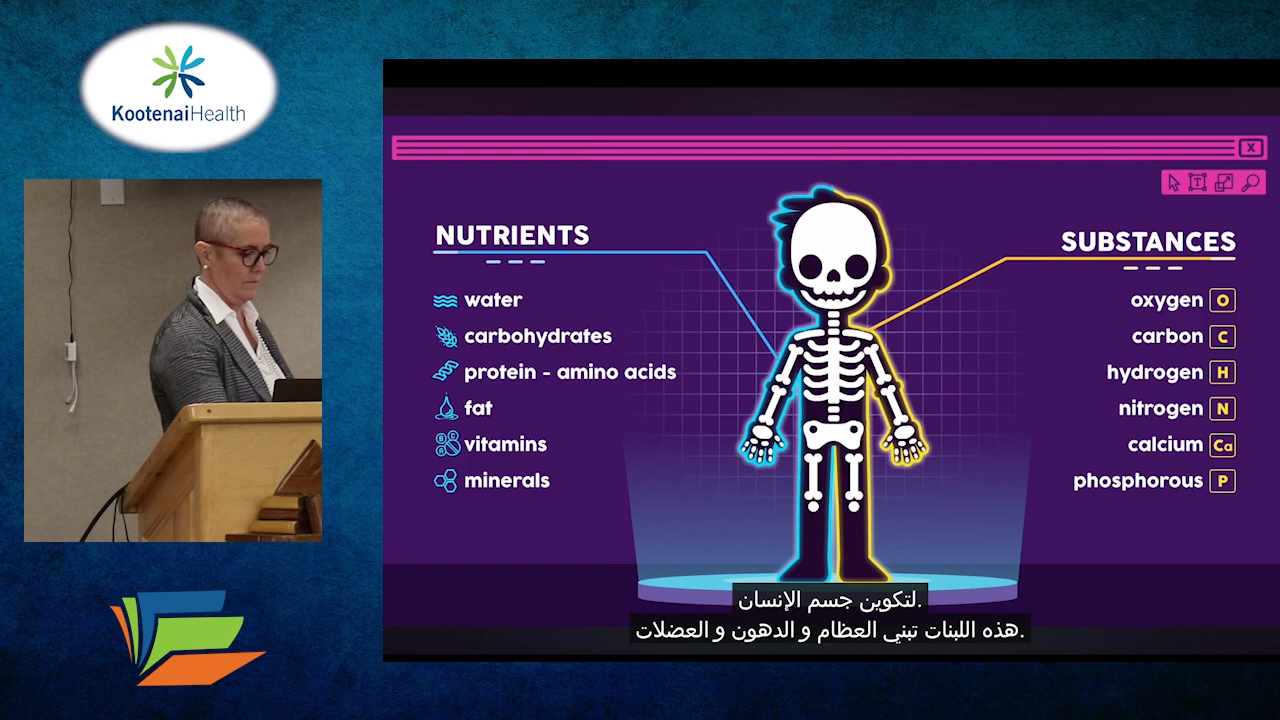 KootenaiHealth
X
T
NUTRIENTS
water
carbohydrates
protein - amino acids
fat
vitamins
minerals
SUBSTANCES
oxygen O
carbon C
hydrogen H
nitrogen N
calcium Ca
phosphorous P
لتكوين جسم الإنسان.
هذه اللبنات تبني العظام و الدهون و العضلات.